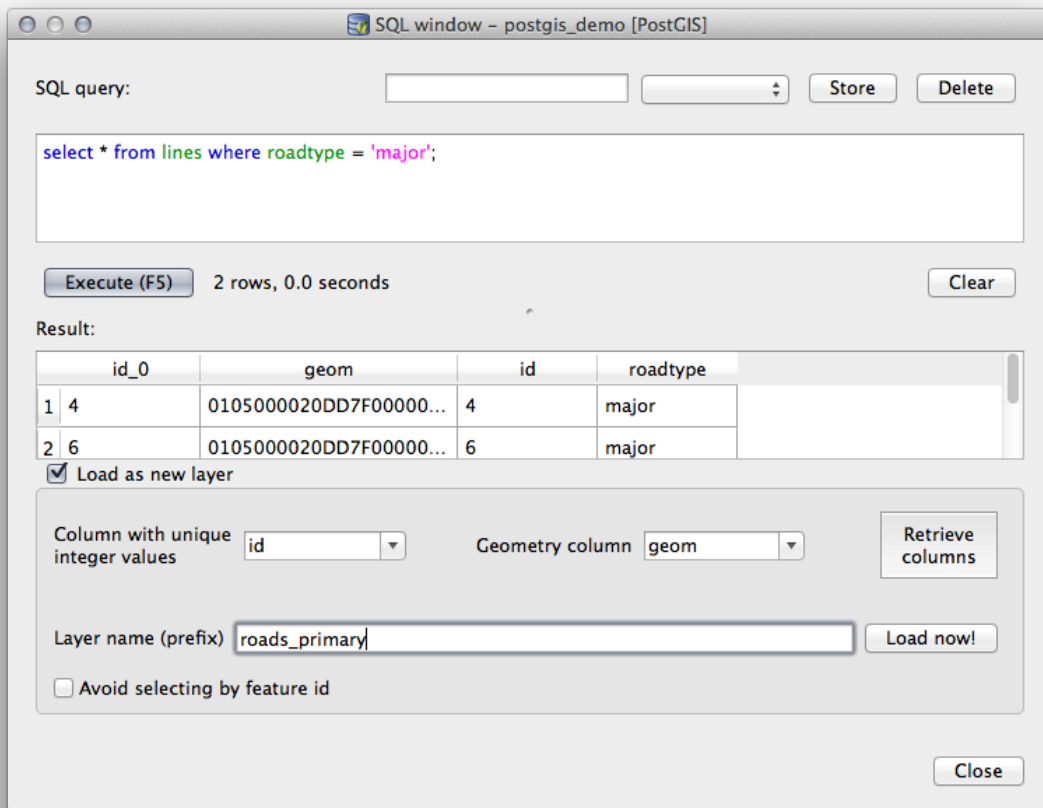 SQL window – postgis_demo [PostGIS]
SQL query:
Store
Delete
select * from lines where roadtype = 'major';
Execute (F5)
2 rows, 0.0 seconds
Clear
Result:
id_0 geom id roadtype
1 4 0105000020DD7F00000... 4 major
2 6 0105000020DD7F00000... 6 major
Load as new layer
Column with unique
integer values
id
Geometry column
geom
Retrieve
columns
Layer name (prefix)
roads_primary
Load now!
Avoid selecting by feature id
Close